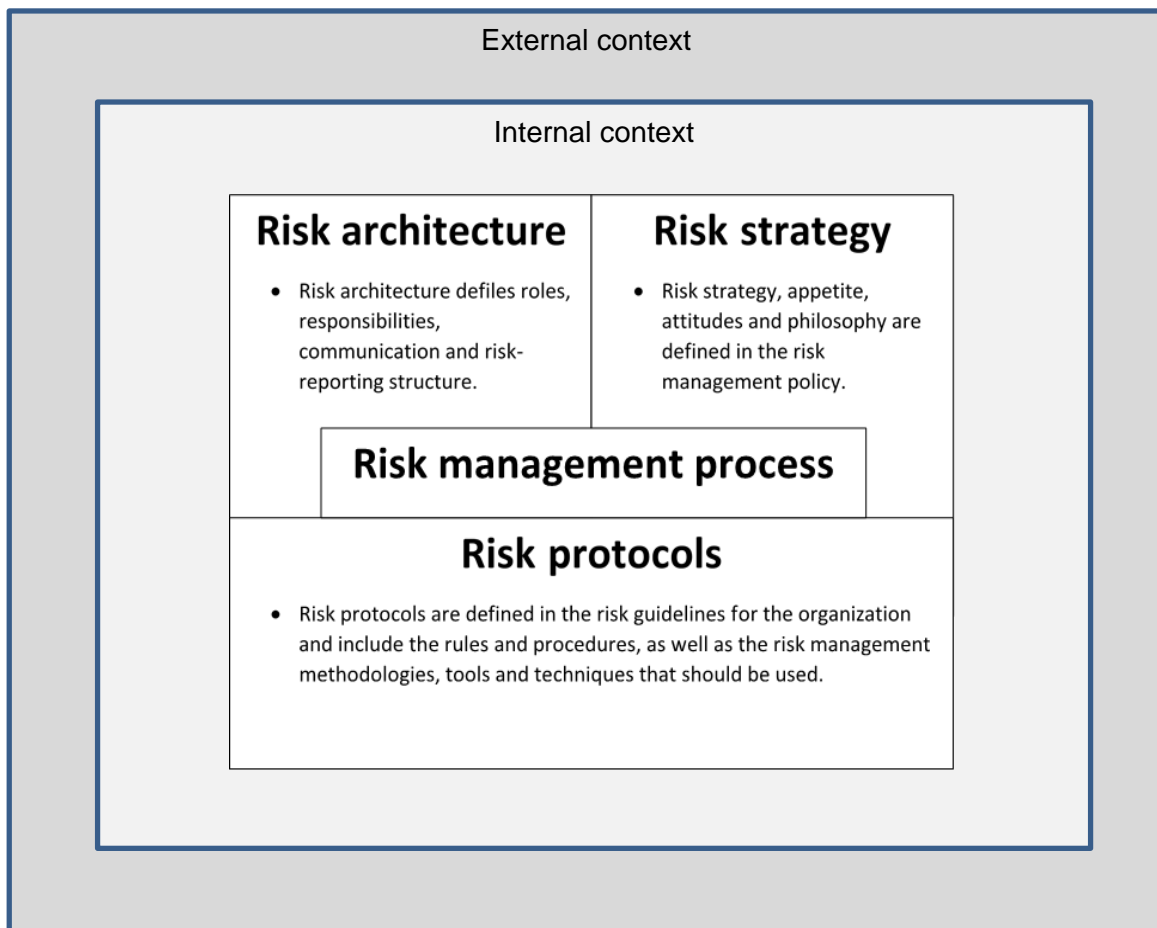 External context
Internal context
Risk architecture
• Risk architecture defiles roles,
responsibilities,
communication and risk-
reporting structure.
Risk strategy
• Risk strategy, appetite,
attitudes and philosophy are
defined in the risk
management policy.
Risk management process
Risk protocols
• Risk protocols are defined in the risk guidelines for the organization
and include the rules and procedures, as well as the risk management
methodologies, tools and techniques that should be used.